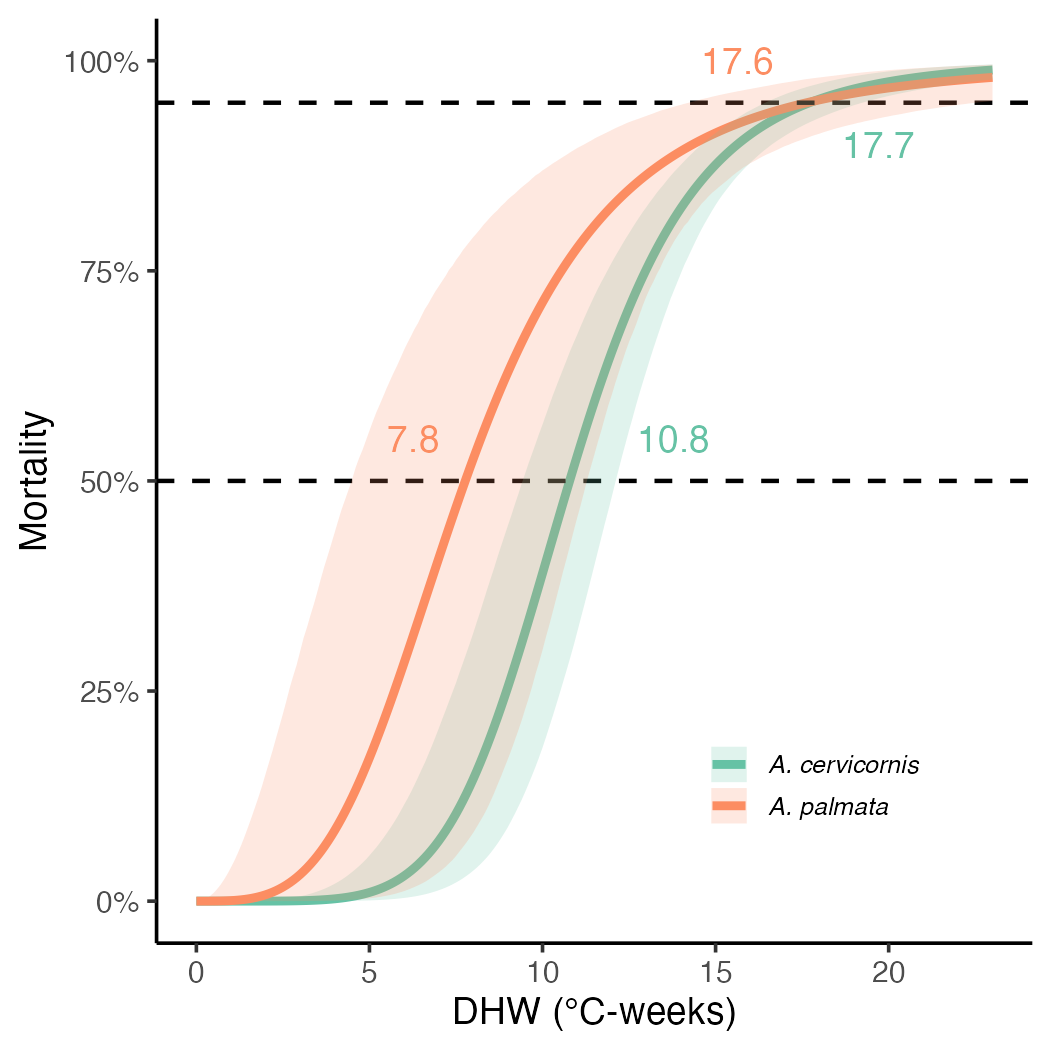 17.6
100%
17.7
75%
7.8
10.8
50%
Mortality
25%
A. cervicornis
A. palmata
0%
0 5 10 15 20
DHW (°C-weeks)